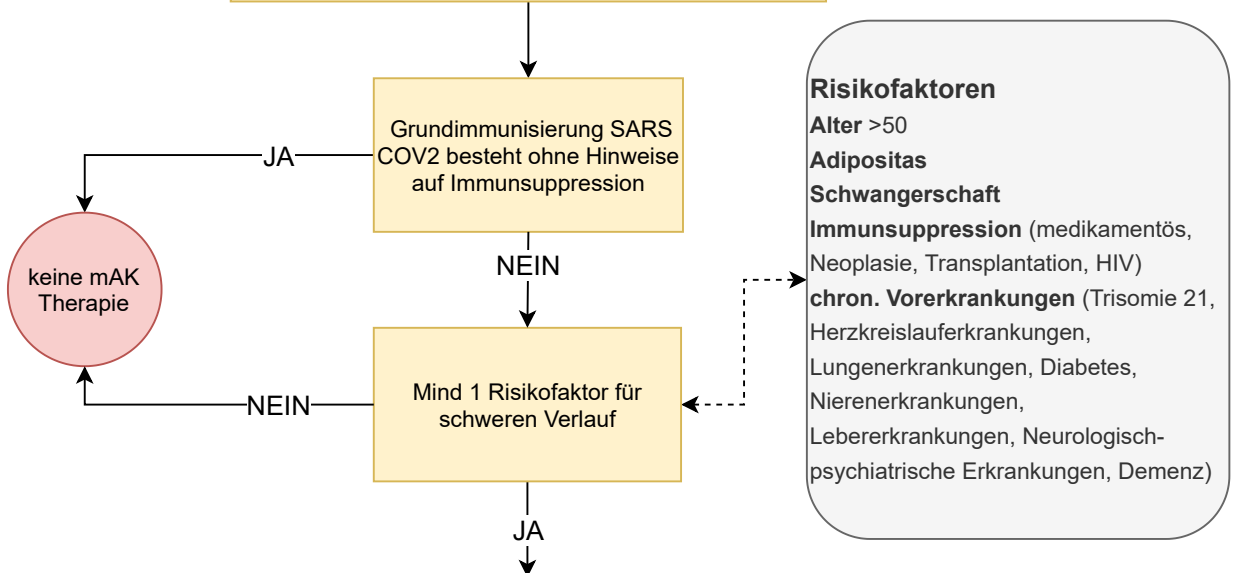 Grundimmunisierung SARS
COV2 besteht ohne Hinweise
auf Immunsuppression
JA
NEIN
keine mAK
Therapie
Mind 1 Risikofaktor für
schweren Verlauf
NEIN
JA
Risikofaktoren
Alter >50
Adipositas
Schwangerschaft
Immunsuppression (medikamentös,
Neoplasie, Transplantation, HIV)
chron. Vorerkrankungen (Trisomie 21,
Herzkreislauferkrankungen,
Lungenerkrankungen, Diabetes,
Nierenerkrankungen,
Lebererkrankungen, Neurologisch-
psychiatrische Erkrankungen, Demenz)